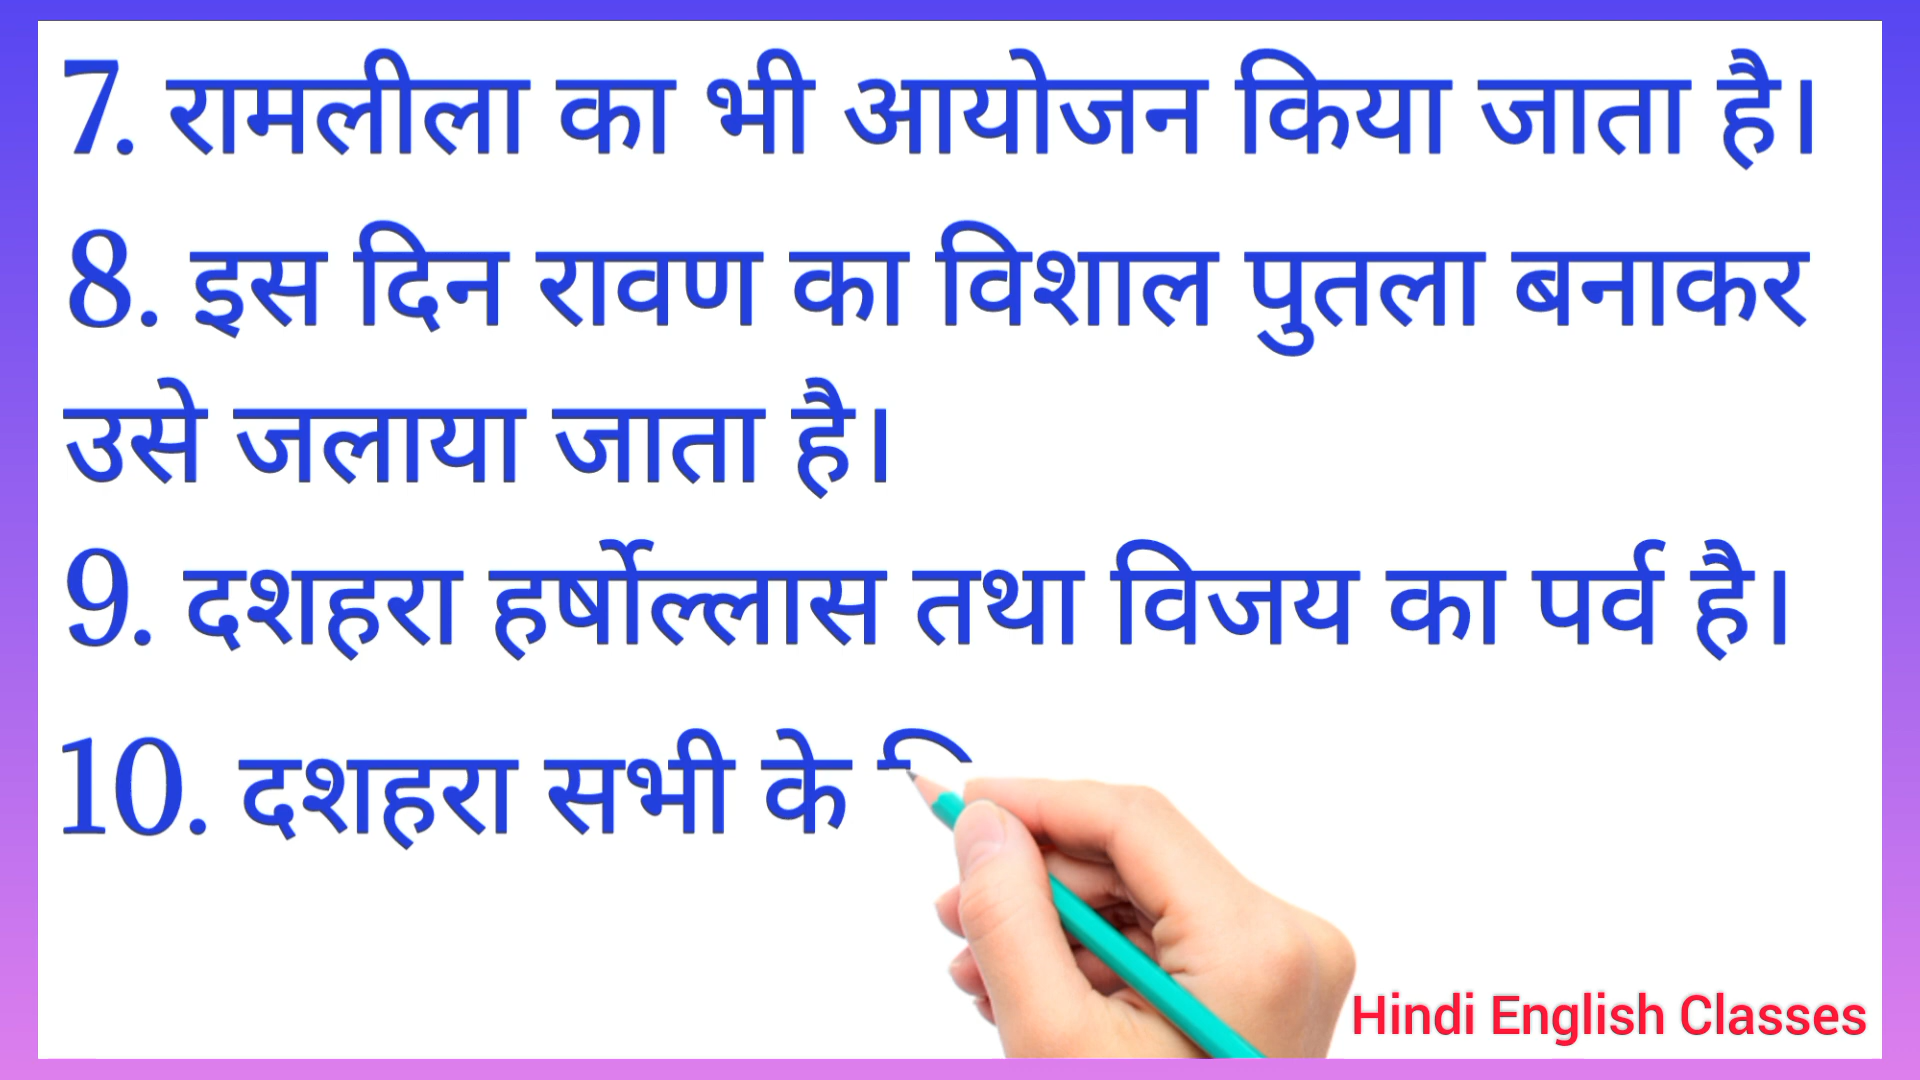 7. रामलीला का भी आयोजन किया जाता है।
8. इस दिन रावण का विशाल पुतला बनाकर
उसे जलाया जाता है।
9. दशहरा हर्षोल्लास तथा विजय का पर्व है।
10. दशहरा सभी के
Hindi English Classes